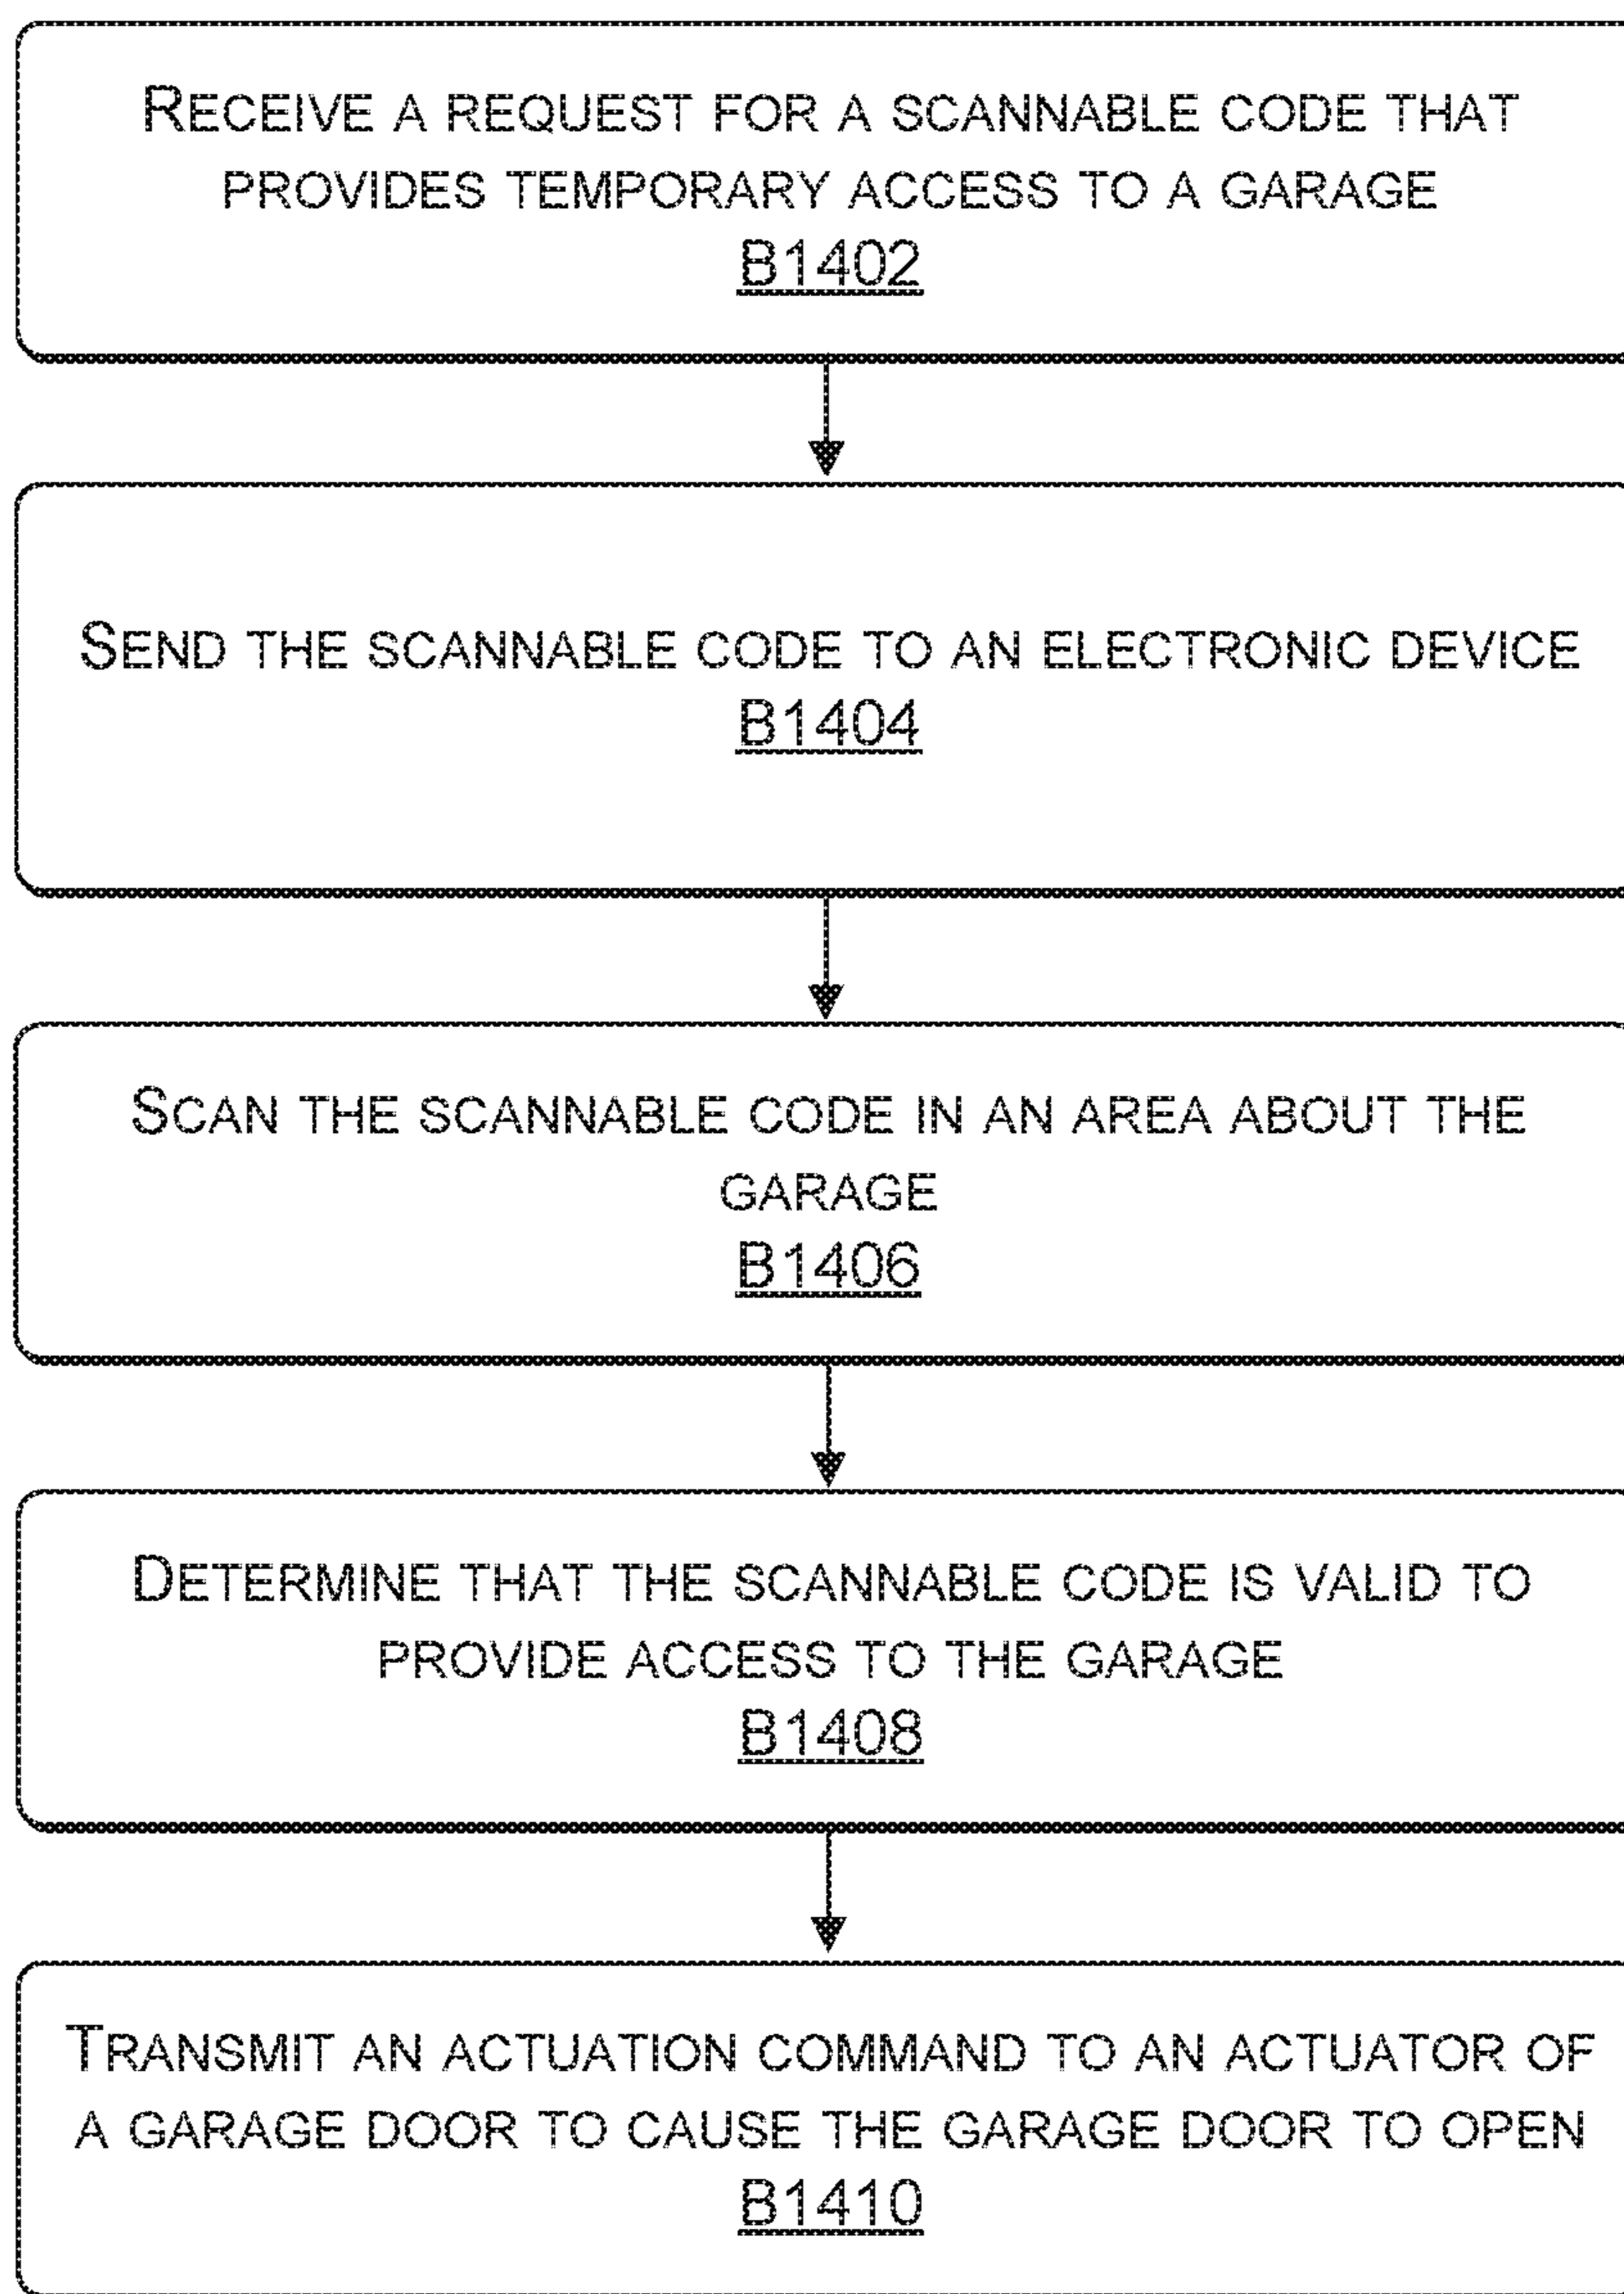 RECEIVE A REQUEST FOR A SCANNABLE CODE THAT
PROVIDES TEMPORARY ACCESS TO A GARAGE
B1402
SEND THE SCANNABLE CODE TO AN ELECTRONIC DEVICE
B1404
SCAN THE SCANNABLE CODE IN AN AREA ABOUT THE
GARAGE
B1406
DETERMINE THAT THE SCANNABLE CODE IS VALID TO
PROVIDE ACCESS TO THE GARAGE
B1408
TRANSMIT AN ACTUATION COMMAND TO AN ACTUATOR OF
A GARAGE DOOR TO CAUSE THE GARAGE DOOR TO OPEN
B1410